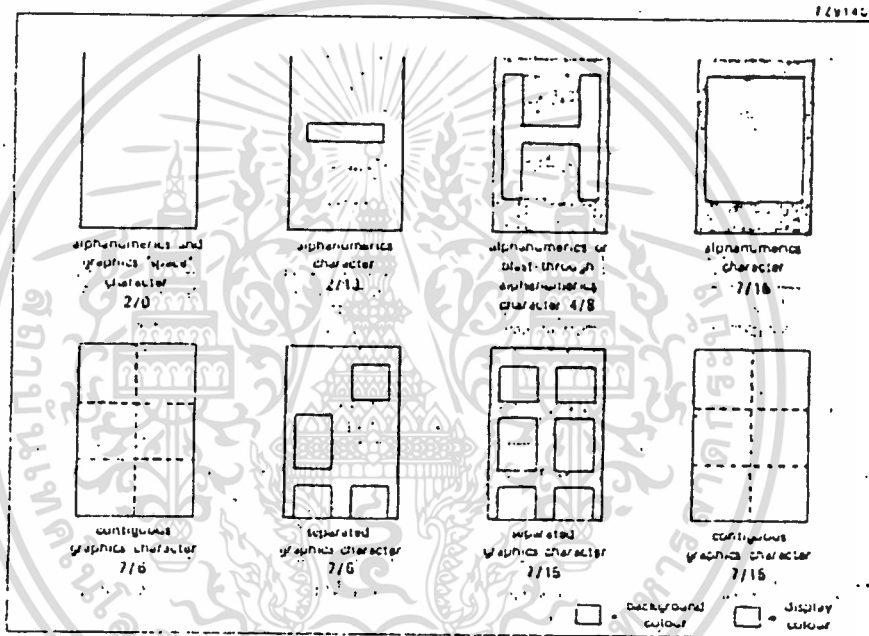 alphanumerics and
graphics "space"
character
2/0
alphanumerics
character
2/13
alphanumerics or
blast-through
alphanumerics
character 4/8
alphanumerics
character
7/15
contiguous
graphics character
7/6
separated
graphics character
7/6
separated
graphics character
7/15
contiguous
graphics character
7/15
= background
colour
= display
colour